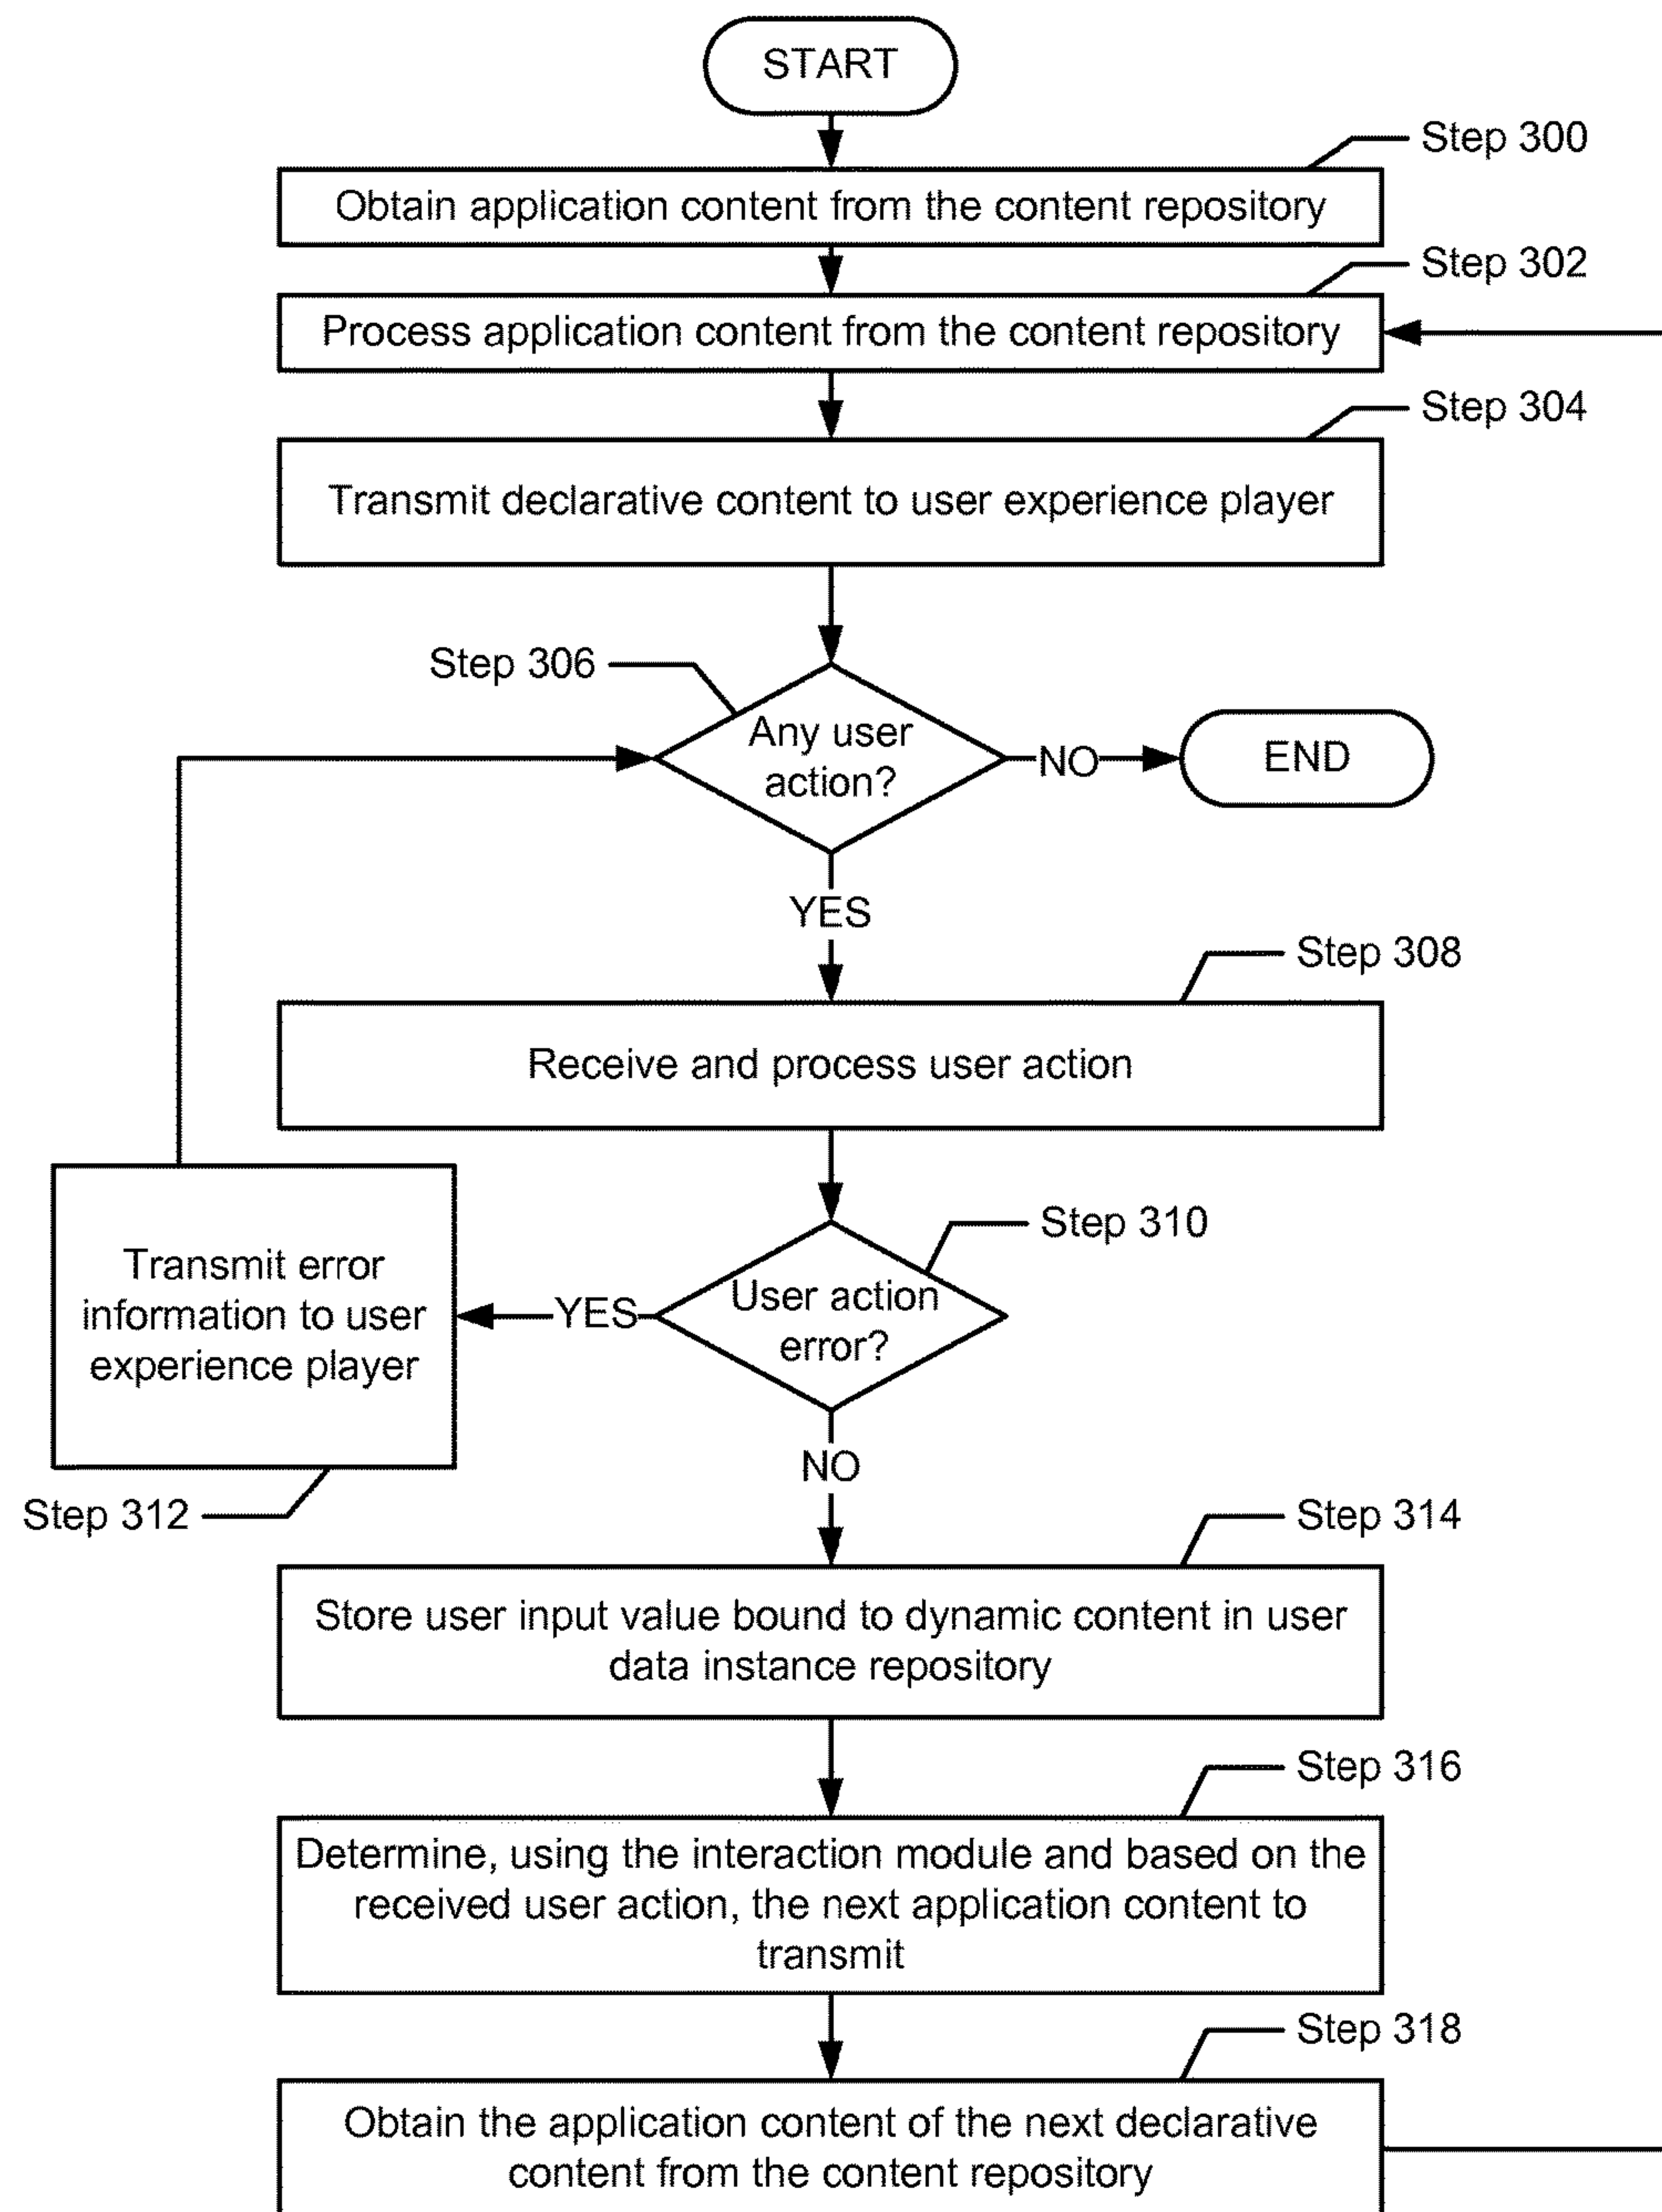 START
Step 300
Obtain application content from the content repository
Step 302
Process application content from the content repository
Step 304
Transmit declarative content to user experience player
Step 306
Any user
action?
NO
END
YES
Step 308
Receive and process user action
Step 310
User action
error?
YES
Transmit error
information to user
experience player
Step 312
NO
Step 314
Store user input value bound to dynamic content in user
data instance repository
Step 316
Determine, using the interaction module and based on the
received user action, the next application content to
transmit
Step 318
Obtain the application content of the next declarative
content from the content repository